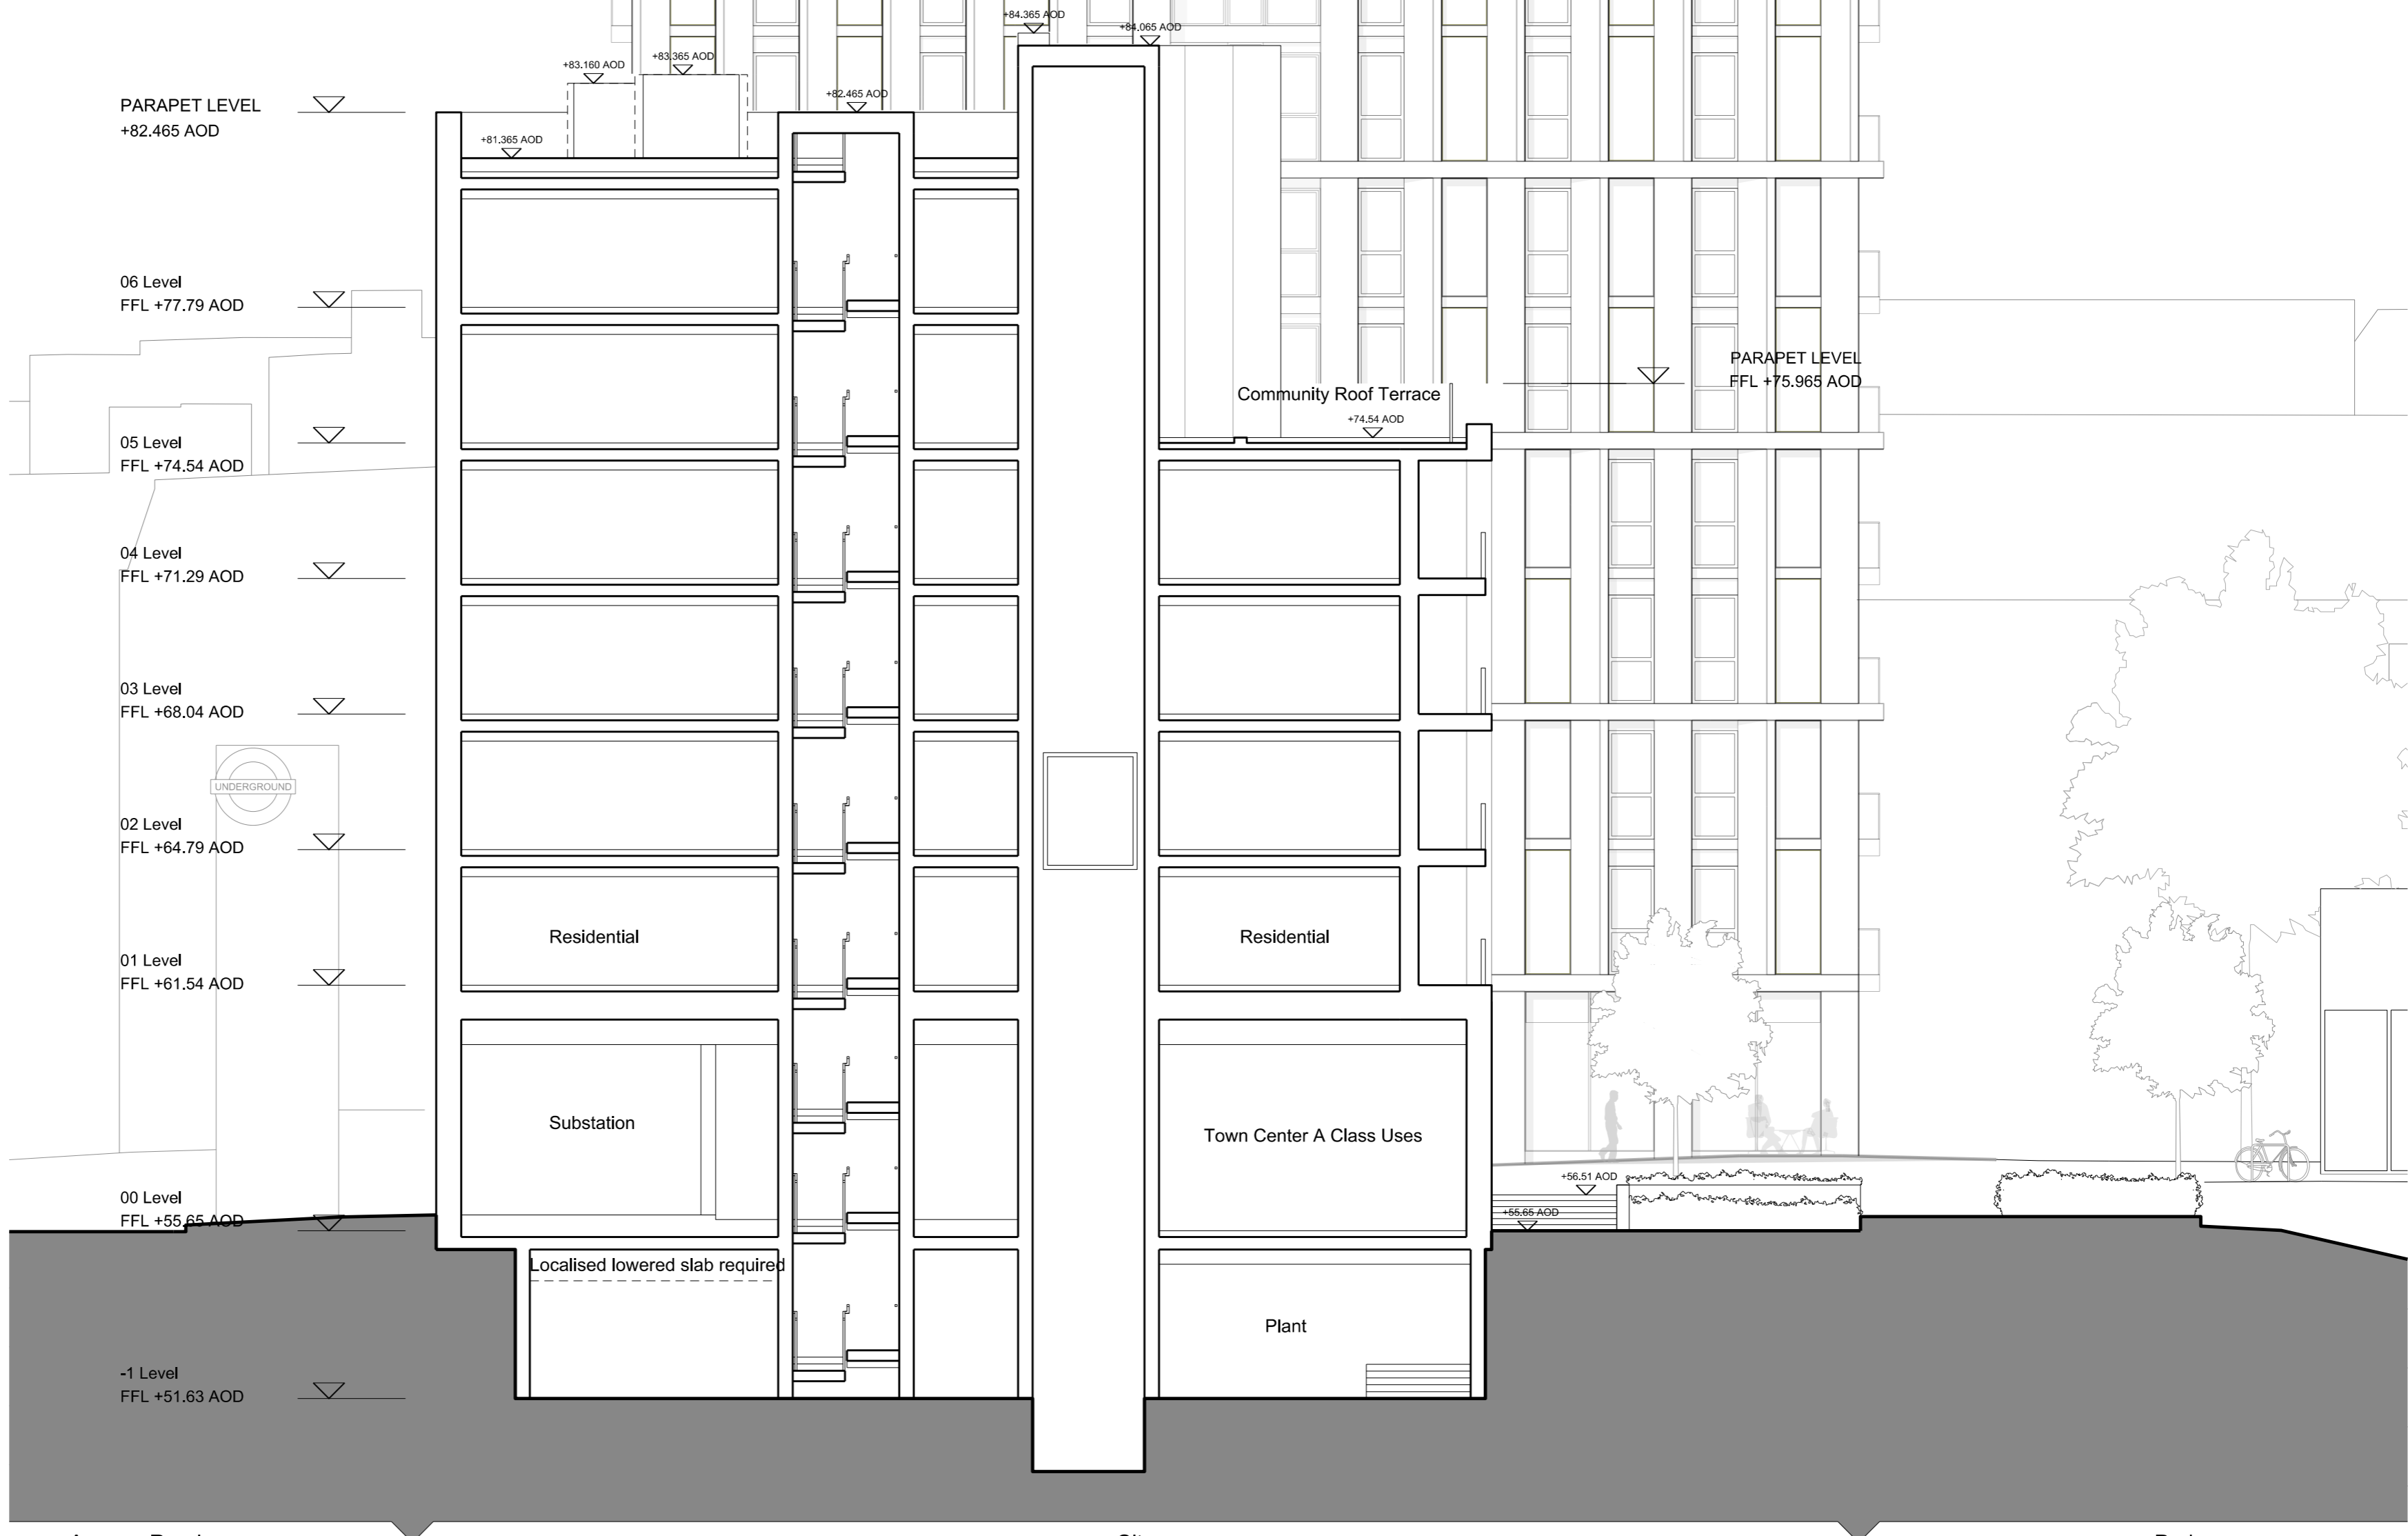 +84.365 AOD
+84.065 AOD
+83.365 AOD
+83.160 AOD
+82.465 AOD
PARAPET LEVEL
+82.465 AOD
+81.365 AOD
06 Level
FFL +77.79 AOD
PARAPET LEVEL
FFL +75.965 AOD
Community Roof Terrace
+74.54 AOD
05 Level
FFL +74.54 AOD
04 Level
FFL +71.29 AOD
03 Level
FFL +68.04 AOD
UNDERGROUND
02 Level
FFL +64.79 AOD
Residential
Residential
01 Level
FFL +61.54 AOD
Substation
Town Center A Class Uses
+56.51 AOD
00 Level
FFL +55.65 AOD
+55.65 AOD
Localised lowered slab required
Plant
-1 Level
FFL +51.63 AOD